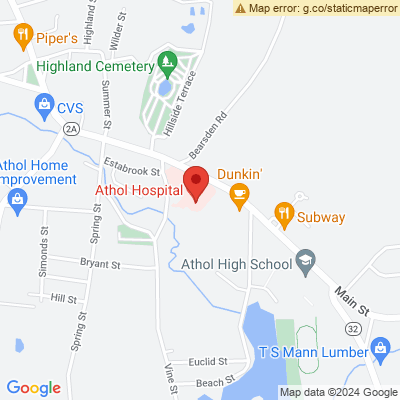 Map error: g.co/staticmaperror
Highland St
Wilder St
Piper's
Highland Cemetery
Hillside Terrace
Summer St
CVS
2A
Bearsden Rd
Estabrook St
Athol Home
mprovement
Athol Hospital
Dunkin'
Subway
Spring St
Simonds St
Bryant St
Athol High School
Main St
Hill St
32
Spring St
T S Mann Lumber
Vine St
Euclid St
Beach St
Google
Map data ©2024 Google